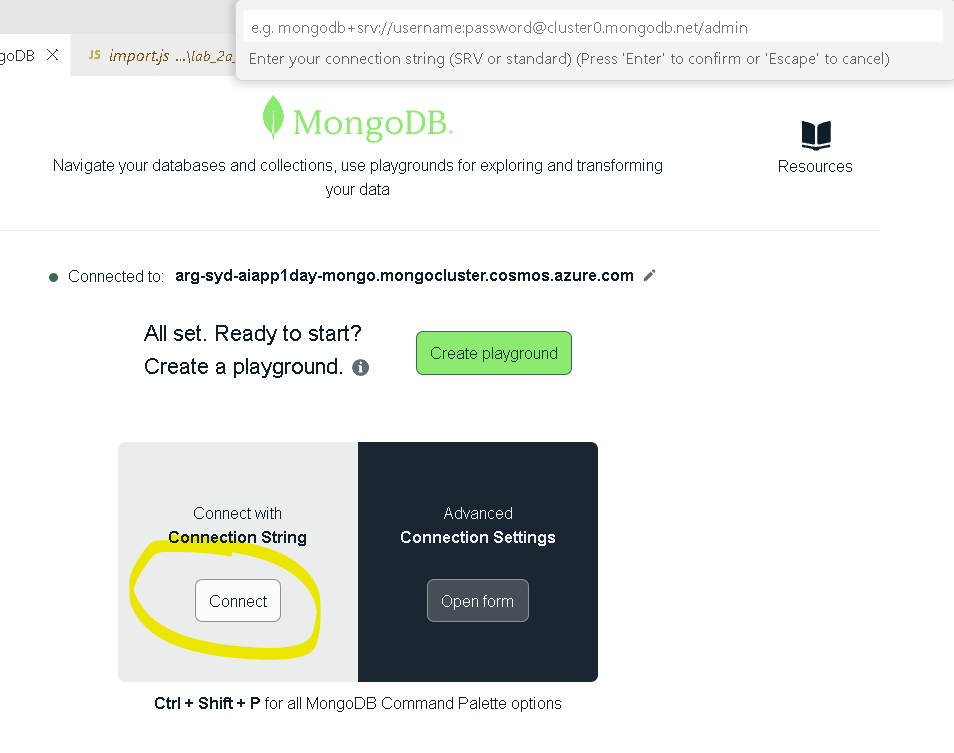 e.g. mongodb+srv://username:password@cluster0.mongodb.net/admin
Enter your connection string (SRV or standard) (Press 'Enter' to confirm or 'Escape' to cancel)
goDB
JS import.js ...\lab_2a_
MongoDB
Navigate your databases and collections, use playgrounds for exploring and transforming
your data
Resources
Connected to: arg-syd-aiapp1day-mongo.mongocluster.cosmos.azure.com
All set. Ready to start?
Create a playground.
Create playground
Connect with
Connection String
Connect
Advanced
Connection Settings
Open form
Ctrl + Shift + P for all MongoDB Command Palette options